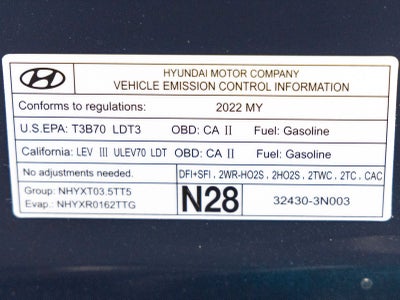 HYUNDAI MOTOR COMPANY
VEHICLE EMISSION CONTROL INFORMATION
Conforms to regulations: 2022 MY
U.S.EPA: T3B70 LDT3 OBD: CA II Fuel: Gasoline
California: LEV III ULEV70 LDT OBD: CA II Fuel: Gasoline
No adjustments needed. DFI+SFI , 2WR-HO2S , 2HO2S , 2TWC , 2TC , CAC
Group: NHYXT03.5TT5
Evap.: NHYXR0162TTG
N28 32430-3N003